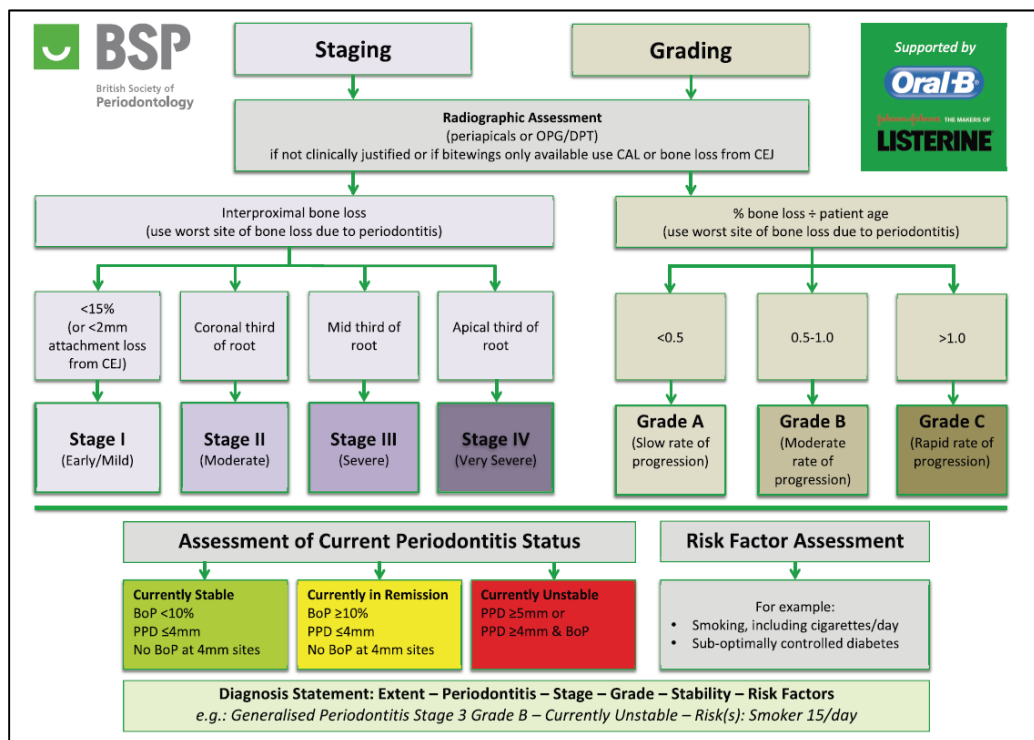 BSP
British Society of
Periodontology
Staging
Grading
Supported by
Oral-B
Johnson & Johnson THE MAKERS OF
LISTERINE
Radiographic Assessment
(periapicals or OPG/DPT)
if not clinically justified or if bitewings only available use CAL or bone loss from CEJ
Interproximal bone loss
(use worst site of bone loss due to periodontitis)
% bone loss ÷ patient age
(use worst site of bone loss due to periodontitis)
<15%
(or <2mm
attachment loss
from CEJ)
Coronal third
of root
Mid third of
root
Apical third of
root
<0.5
0.5-1.0
>1.0
Stage I
(Early/Mild)
Stage II
(Moderate)
Stage III
(Severe)
Stage IV
(Very Severe)
Grade A
(Slow rate of
progression)
Grade B
(Moderate
rate of
progression)
Grade C
(Rapid rate of
progression)
Assessment of Current Periodontitis Status
Risk Factor Assessment
Currently Stable
BoP <10%
PPD ≤4mm
No BoP at 4mm sites
Currently in Remission
BoP ≥10%
PPD ≤4mm
No BoP at 4mm sites
Currently Unstable
PPD ≥5mm or
PPD ≥4mm & BoP
For example:
• Smoking, including cigarettes/day
• Sub-optimally controlled diabetes
Diagnosis Statement: Extent – Periodontitis – Stage – Grade – Stability – Risk Factors
e.g.: Generalised Periodontitis Stage 3 Grade B – Currently Unstable – Risk(s): Smoker 15/day